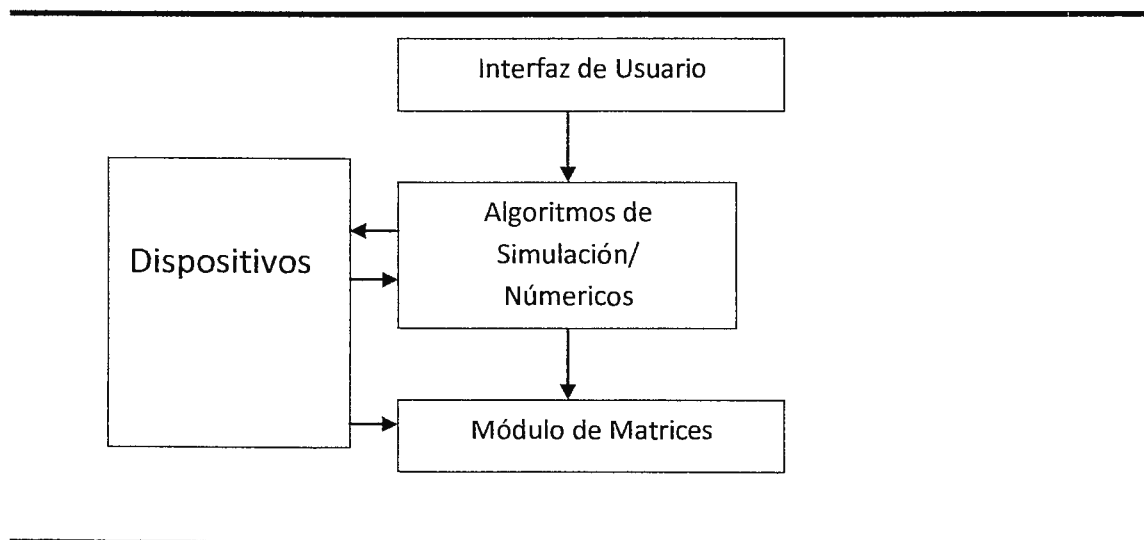 Interfaz de Usuario
Algoritmos de
Simulación/
Númericos
Dispositivos
Módulo de Matrices